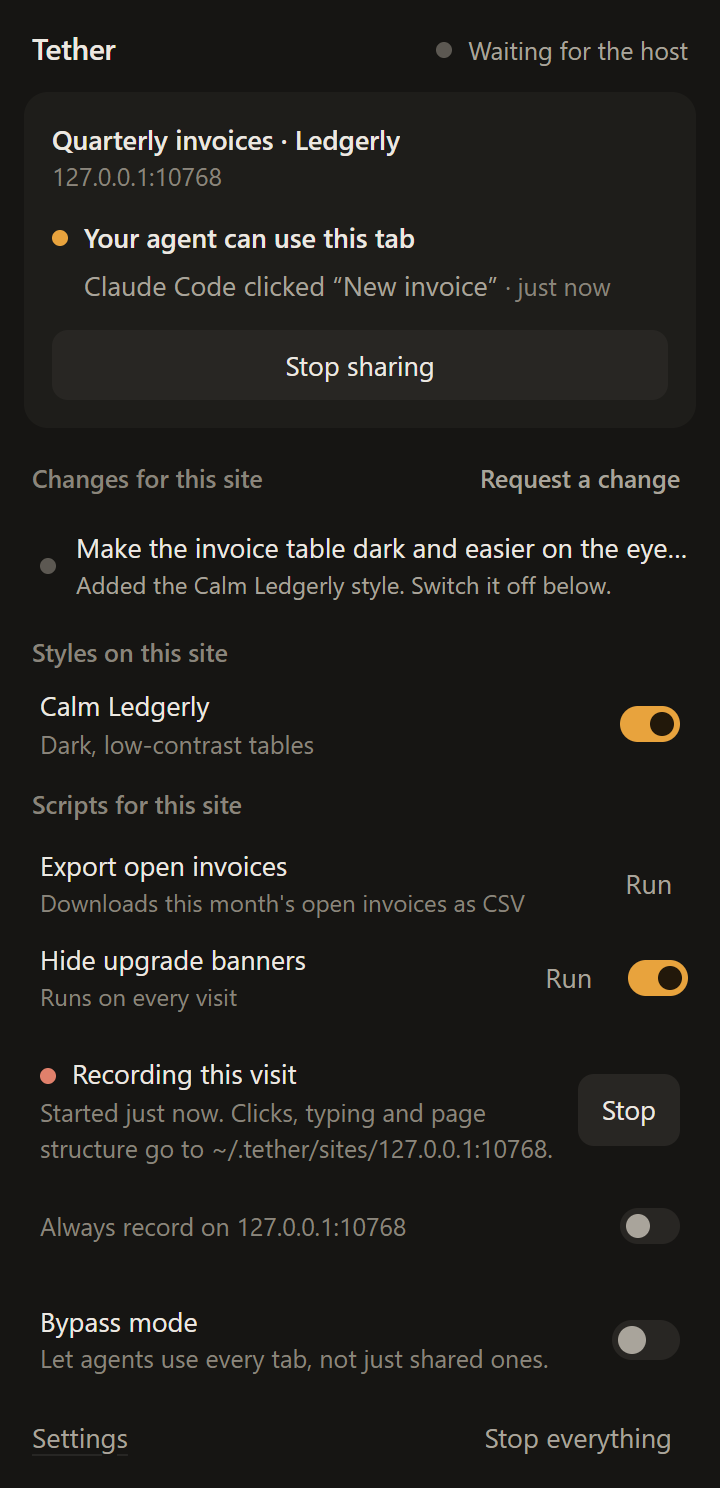 Tether
Waiting for the host
Quarterly invoices · Ledgerly
127.0.0.1:10768
Your agent can use this tab
Claude Code clicked “New invoice” · just now
Stop sharing
Changes for this site
Request a change
Make the invoice table dark and easier on the eye...
Added the Calm Ledgerly style. Switch it off below.
Styles on this site
Calm Ledgerly
Dark, low-contrast tables
Scripts for this site
Export open invoices
Downloads this month's open invoices as CSV
Run
Hide upgrade banners
Runs on every visit
Run
Recording this visit
Started just now. Clicks, typing and page
structure go to ~/.tether/sites/127.0.0.1:10768.
Stop
Always record on 127.0.0.1:10768
Bypass mode
Let agents use every tab, not just shared ones.
Settings
Stop everything